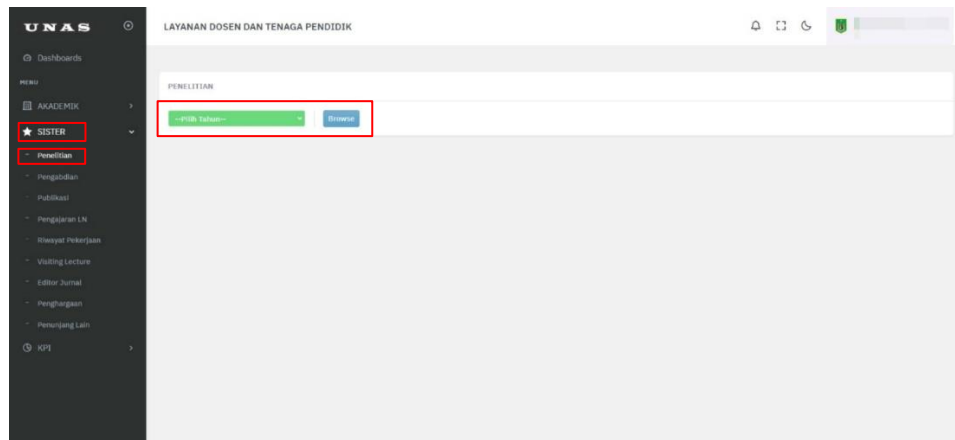 UNAS
LAYANAN DOSEN DAN TENAGA PENDIDIK
Dashboards
MENU
AKADEMIK
SISTER
Penelitian
Pengabdian
Publikasi
Pengajaran LN
Riwayat Pekerjaan
Visiting Lecture
Editor Jurnal
Penghargaan
Penunjang Lain
KPI
PENELITIAN
--Pilih Tahun--
Browse